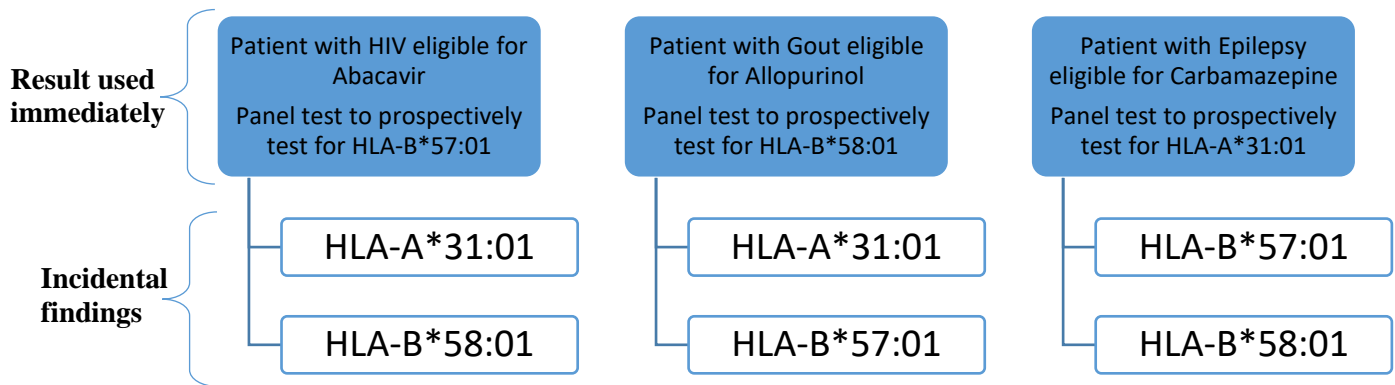 Result used
immediately
Patient with HIV eligible for
Abacavir
Panel test to prospectively
test for HLA-B*57:01
Patient with Gout eligible
for Allopurinol
Panel test to prospectively
test for HLA-B*58:01
Patient with Epilepsy
eligible for Carbamazepine
Panel test to prospectively
test for HLA-A*31:01
Incidental
findings
HLA-A*31:01
HLA-B*58:01
HLA-A*31:01
HLA-B*57:01
HLA-B*57:01
HLA-B*58:01